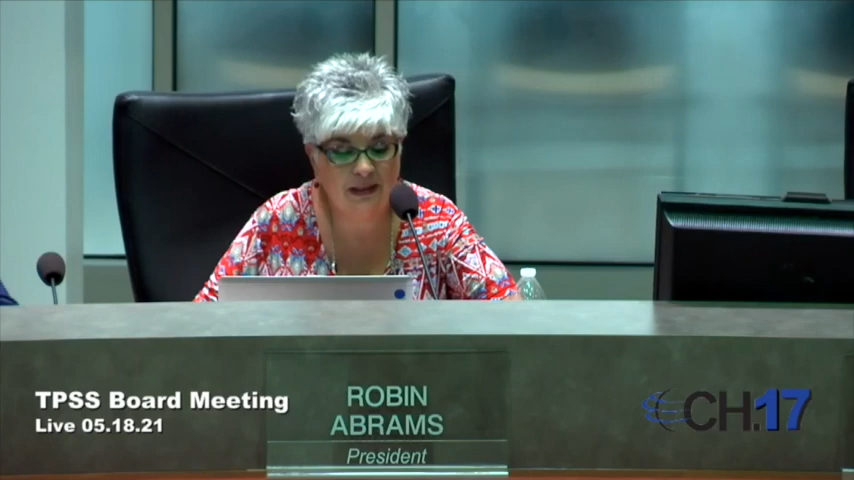 TPSS Board Meeting
Live 05.18.21
ROBIN
ABRAMS
President
CH.17